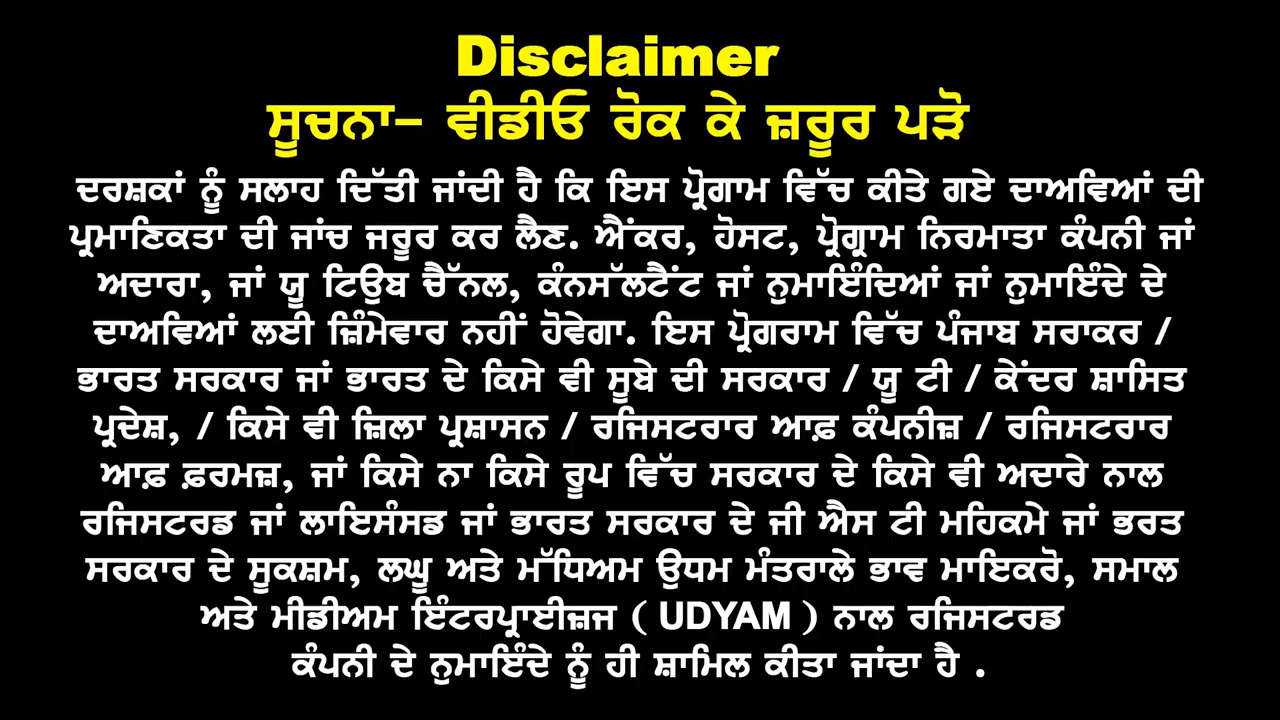 Disclaimer
ਸੂਚਨਾ- ਵੀਡੀਓ ਰੋਕ ਕੇ ਜ਼ਰੂਰ ਪੜੋ
ਦਰਸ਼ਕਾਂ ਨੂੰ ਸਲਾਹ ਦਿੱਤੀ ਜਾਂਦੀ ਹੈ ਕਿ ਇਸ ਪ੍ਰੋਗਾਮ ਵਿੱਚ ਕੀਤੇ ਗਏ ਦਾਅਵਿਆਂ ਦੀ
ਪ੍ਰਮਾਣਿਕਤਾ ਦੀ ਜਾਂਚ ਜਰੂਰ ਕਰ ਲੈਣ. ਐਂਕਰ, ਹੋਸਟ, ਪ੍ਰੋਗ੍ਰਾਮ ਨਿਰਮਾਤਾ ਕੰਪਨੀ ਜਾਂ
ਅਦਾਰਾ, ਜਾਂ ਯੂ ਟਿਉਬ ਚੈੱਨਲ, ਕੰਨਸੱਲਟੈਂਟ ਜਾਂ ਨੁਮਾਇੰਦਿਆਂ ਜਾਂ ਨੁਮਾਇੰਦੇ ਦੇ
ਦਾਅਵਿਆਂ ਲਈ ਜ਼ਿੰਮੇਵਾਰ ਨਹੀਂ ਹੋਵੇਗਾ. ਇਸ ਪ੍ਰੋਗਰਾਮ ਵਿੱਚ ਪੰਜਾਬ ਸਰਾਕਰ /
ਭਾਰਤ ਸਰਕਾਰ ਜਾਂ ਭਾਰਤ ਦੇ ਕਿਸੇ ਵੀ ਸੂਬੇ ਦੀ ਸਰਕਾਰ / ਯੂ ਟੀ / ਕੇਂਦਰ ਸ਼ਾਸਿਤ
ਪ੍ਰਦੇਸ਼, / ਕਿਸੇ ਵੀ ਜ਼ਿਲਾ ਪ੍ਰਸ਼ਾਸਨ / ਰਜਿਸਟਰਾਰ ਆਫ਼ ਕੰਪਨੀਜ਼ / ਰਜਿਸਟਰਾਰ
ਆਫ਼ ਫ਼ਰਮਜ਼, ਜਾਂ ਕਿਸੇ ਨਾ ਕਿਸੇ ਰੂਪ ਵਿੱਚ ਸਰਕਾਰ ਦੇ ਕਿਸੇ ਵੀ ਅਦਾਰੇ ਨਾਲ
ਰਜਿਸਟਰਡ ਜਾਂ ਲਾਇਸੰਸਡ ਜਾਂ ਭਾਰਤ ਸਰਕਾਰ ਦੇ ਜੀ ਐਸ ਟੀ ਮਹਿਕਮੇ ਜਾਂ ਭਰਤ
ਸਰਕਾਰ ਦੇ ਸੂਕਸ਼ਮ, ਲਘੂ ਅਤੇ ਮੱਧਿਅਮ ਉਧਮ ਮੰਤਰਾਲੇ ਭਾਵ ਮਾਇਕਰੋ, ਸਮਾਲ
ਅਤੇ ਮੀਡੀਅਮ ਇੰਟਰਪ੍ਰਾਈਜ਼ਜ ( UDYAM ) ਨਾਲ ਰਜਿਸਟਰਡ
ਕੰਪਨੀ ਦੇ ਨੁਮਾਇੰਦੇ ਨੂੰ ਹੀ ਸ਼ਾਮਿਲ ਕੀਤਾ ਜਾਂਦਾ ਹੈ .